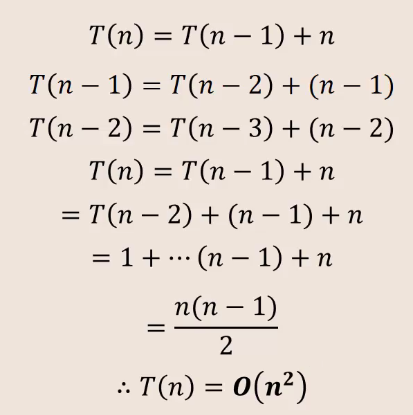 T(n) = T(n − 1) + n
T(n − 1) = T(n − 2) + (n − 1)
T(n − 2) = T(n − 3) + (n − 2)
T(n) = T(n − 1) + n
= T(n − 2) + (n − 1) + n
= 1 + ⋯ (n − 1) + n
= n(n − 1) / 2
∴ T(n) = O(n²)